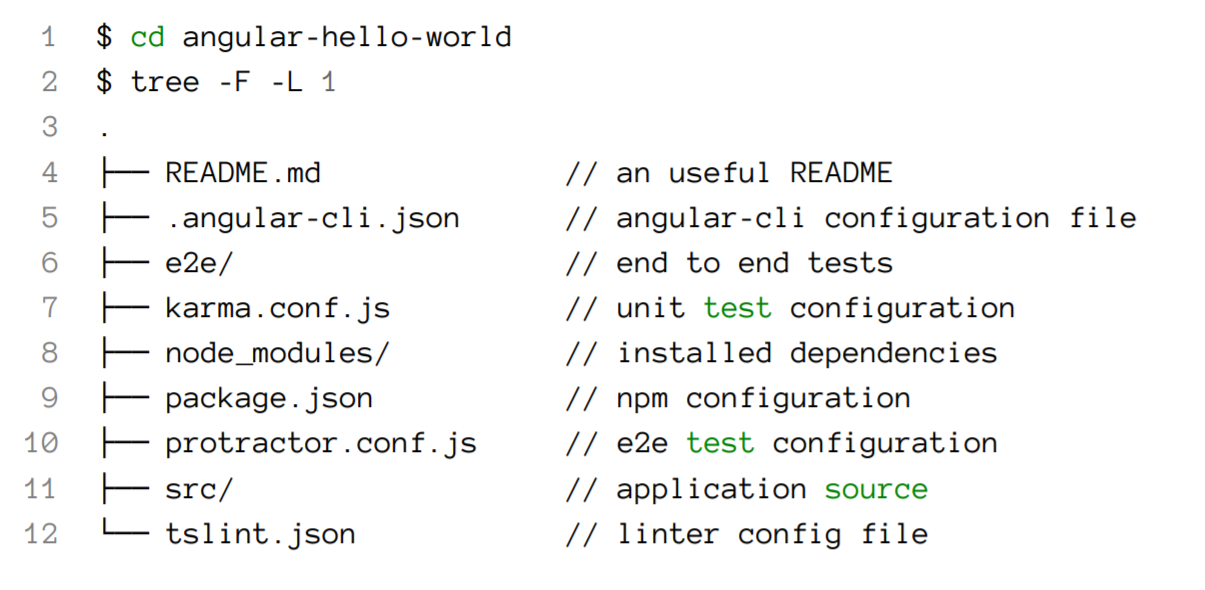 1 $ cd angular-hello-world
2 $ tree -F -L 1
3 .
4 ├── README.md // an useful README
5 ├── .angular-cli.json // angular-cli configuration file
6 ├── e2e/ // end to end tests
7 ├── karma.conf.js // unit test configuration
8 ├── node_modules/ // installed dependencies
9 ├── package.json // npm configuration
10 ├── protractor.conf.js // e2e test configuration
11 ├── src/ // application source
12 └── tslint.json // linter config file